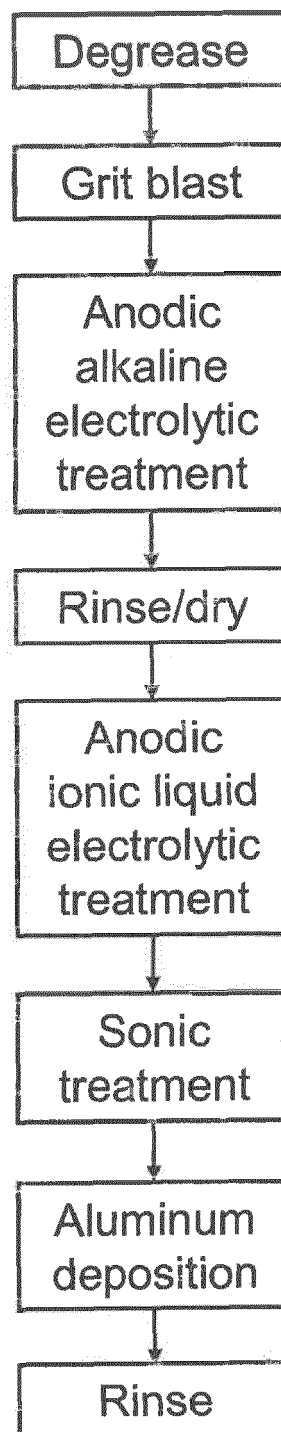 Degrease
Grit blast
Anodic
alkaline
electrolytic
treatment
Rinse/dry
Anodic
ionic liquid
electrolytic
treatment
Sonic
treatment
Aluminum
deposition
Rinse